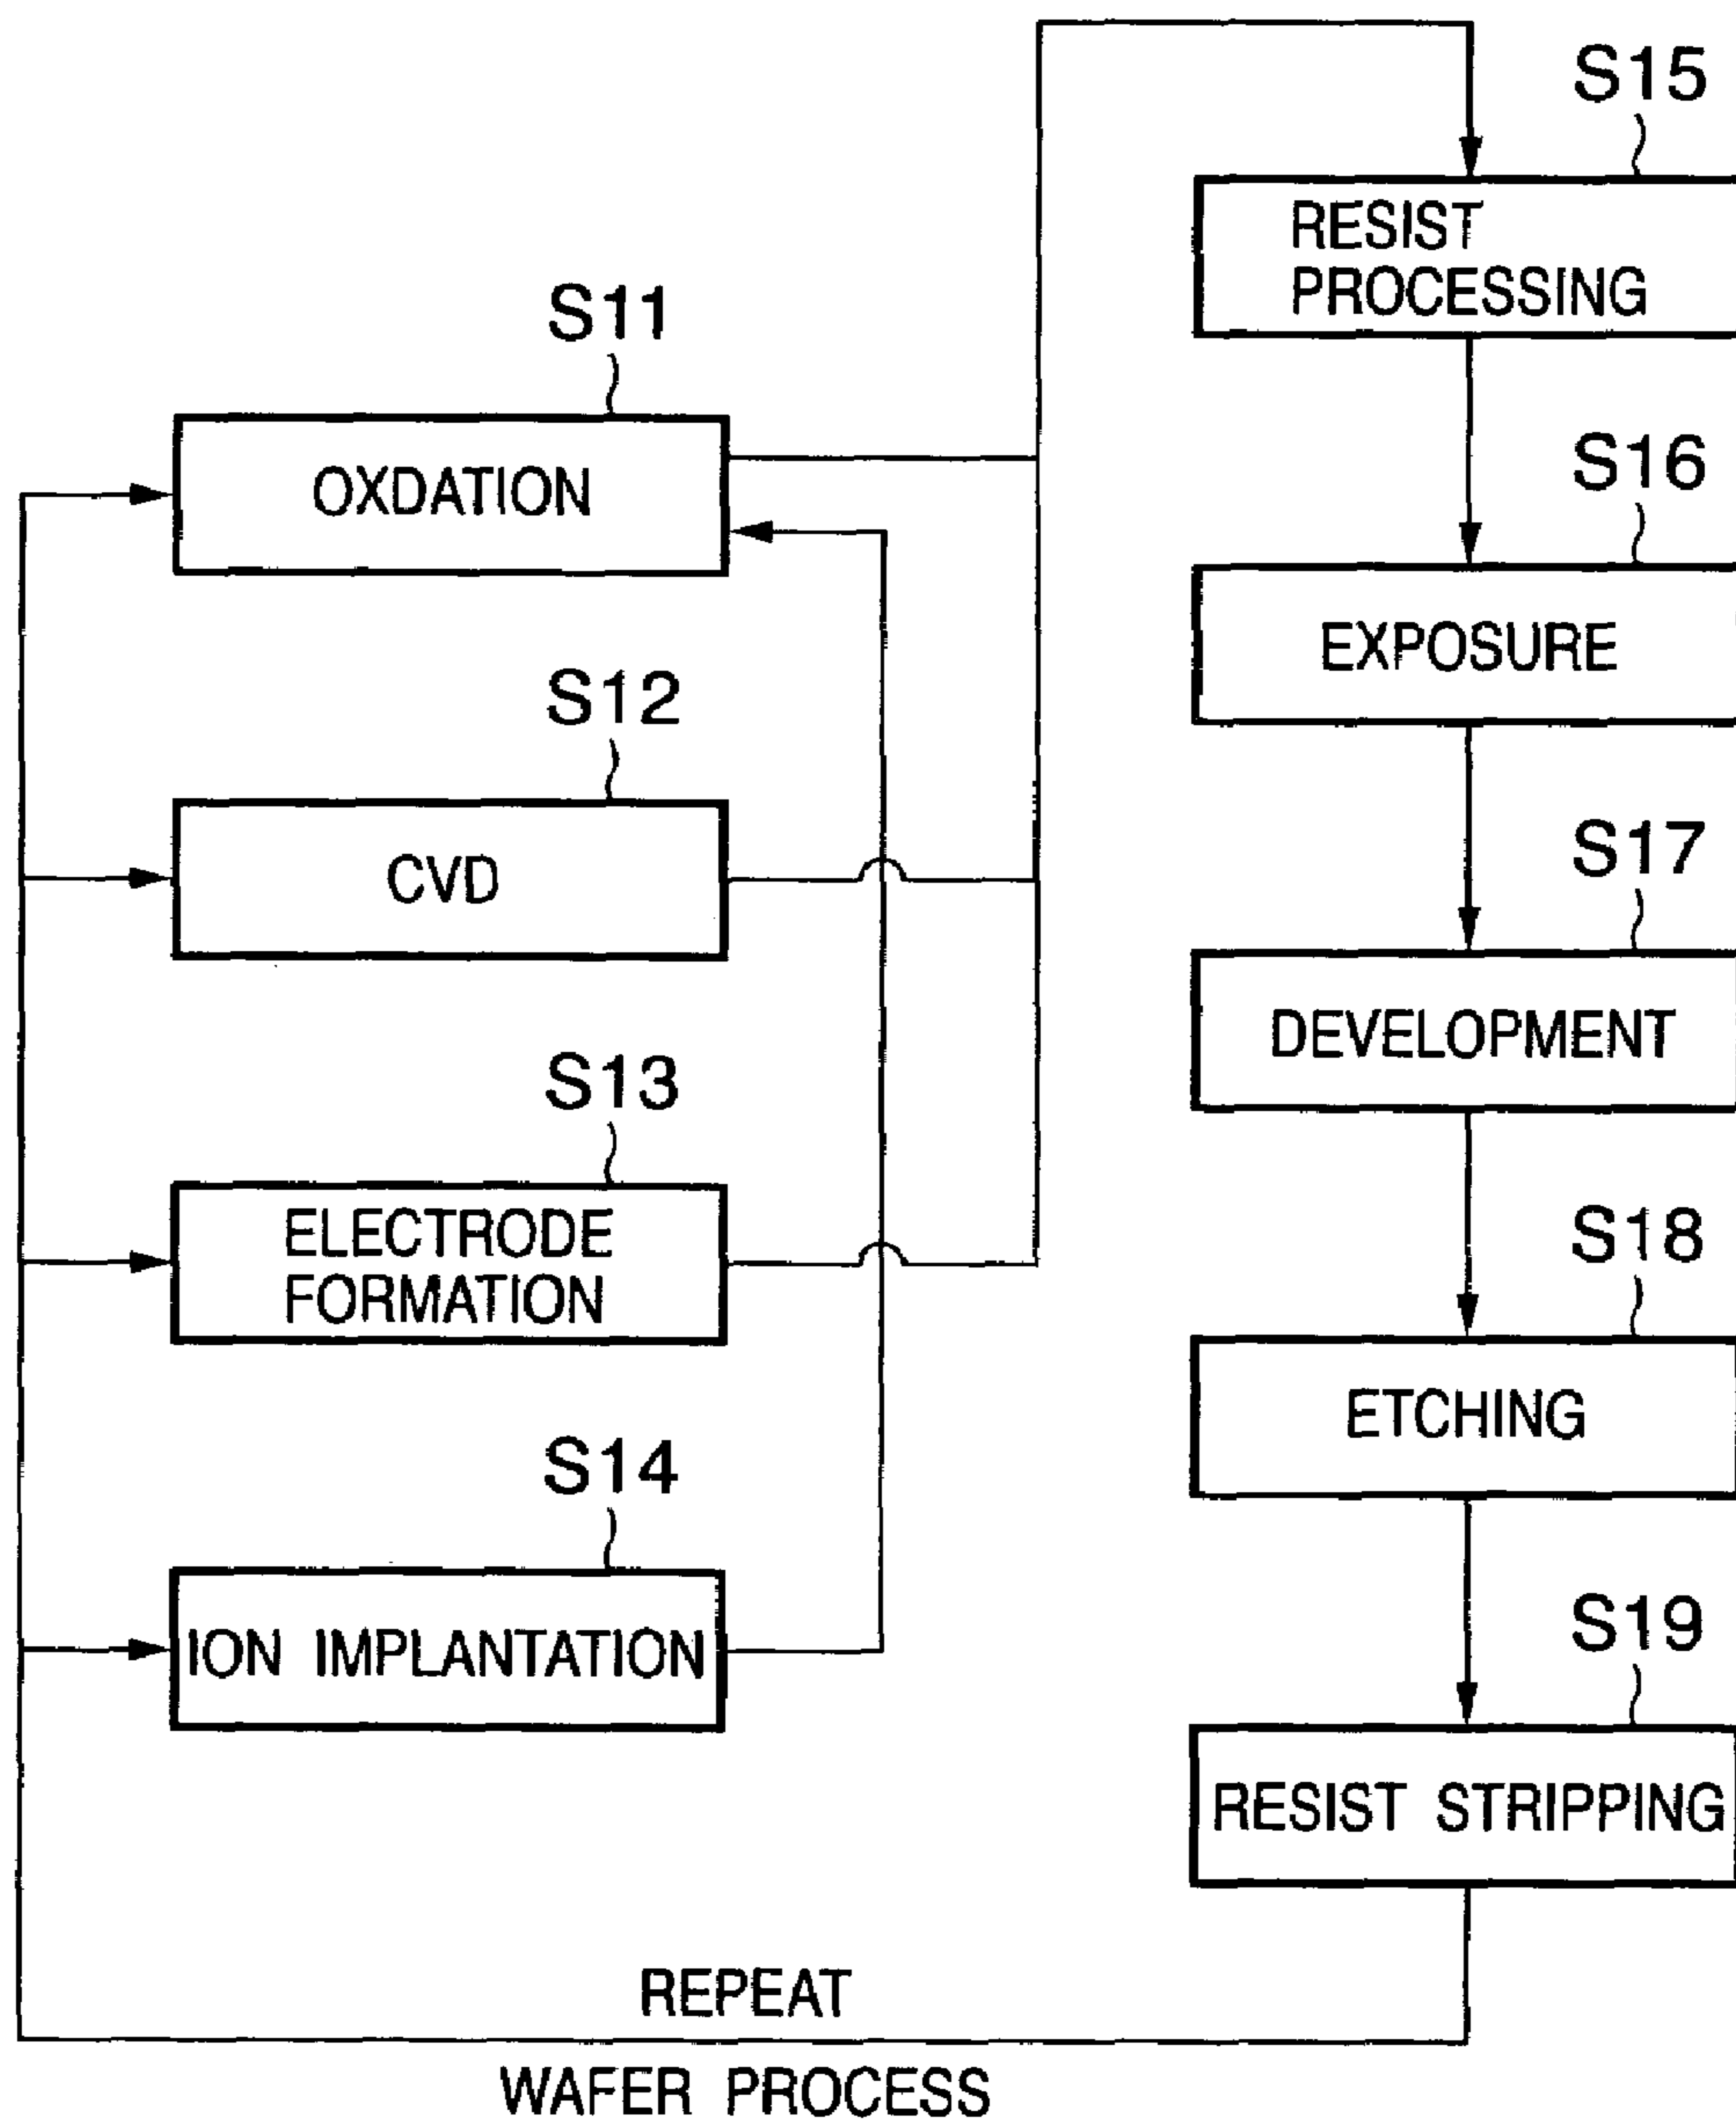 S11
OXDATION
S12
CVD
S13
ELECTRODE
FORMATION
S14
ION IMPLANTATION
S15
RESIST
PROCESSING
S16
EXPOSURE
S17
DEVELOPMENT
S18
ETCHING
S19
RESIST STRIPPING
REPEAT
WAFER PROCESS